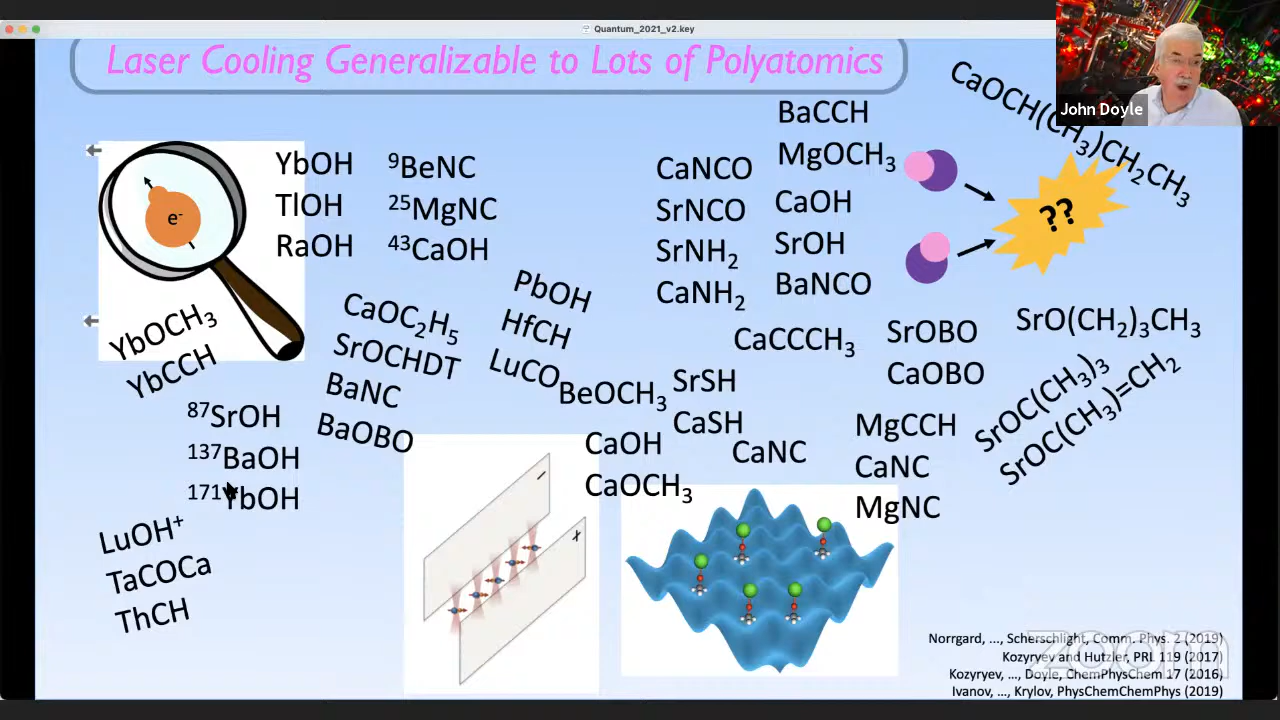 Quantum_2021_v2.key
Laser Cooling Generalizable to Lots of Polyatomics
John Doyle
e⁻
YbOH
TlOH
RaOH
⁹BeNC
²⁵MgNC
⁴³CaOH
CaNCO
SrNCO
SrNH₂
CaNH₂
BaCCH
MgOCH₃
CaOH
SrOH
BaNCO
CaOCH(CH₃)CH₂CH₃
??
YbOCH₃
YbCCH
CaOC₂H₅
SrOCHDT
BaNC
BaOBO
PbOH
HfCH
LuCO
CaCCCH₃
SrOBO
CaOBO
SrO(CH₂)₃CH₃
SrOC(CH₃)₃
SrOC(CH₃)=CH₂
BeOCH₃
SrSH
CaSH
CaOH
CaOCH₃
CaNC
MgCCH
CaNC
MgNC
⁸⁷SrOH
¹³⁷BaOH
¹⁷¹YbOH
LuOH⁺
TaCOCa
ThCH
−
+
Norrgard, ..., Scherschlight, Comm. Phys. 2 (2019)
Kozyryev and Hutzler, PRL 119 (2017)
Kozyryev, ..., Doyle, ChemPhysChem 17 (2016)
Ivanov, ..., Krylov, PhysChemChemPhys (2019)
zoom